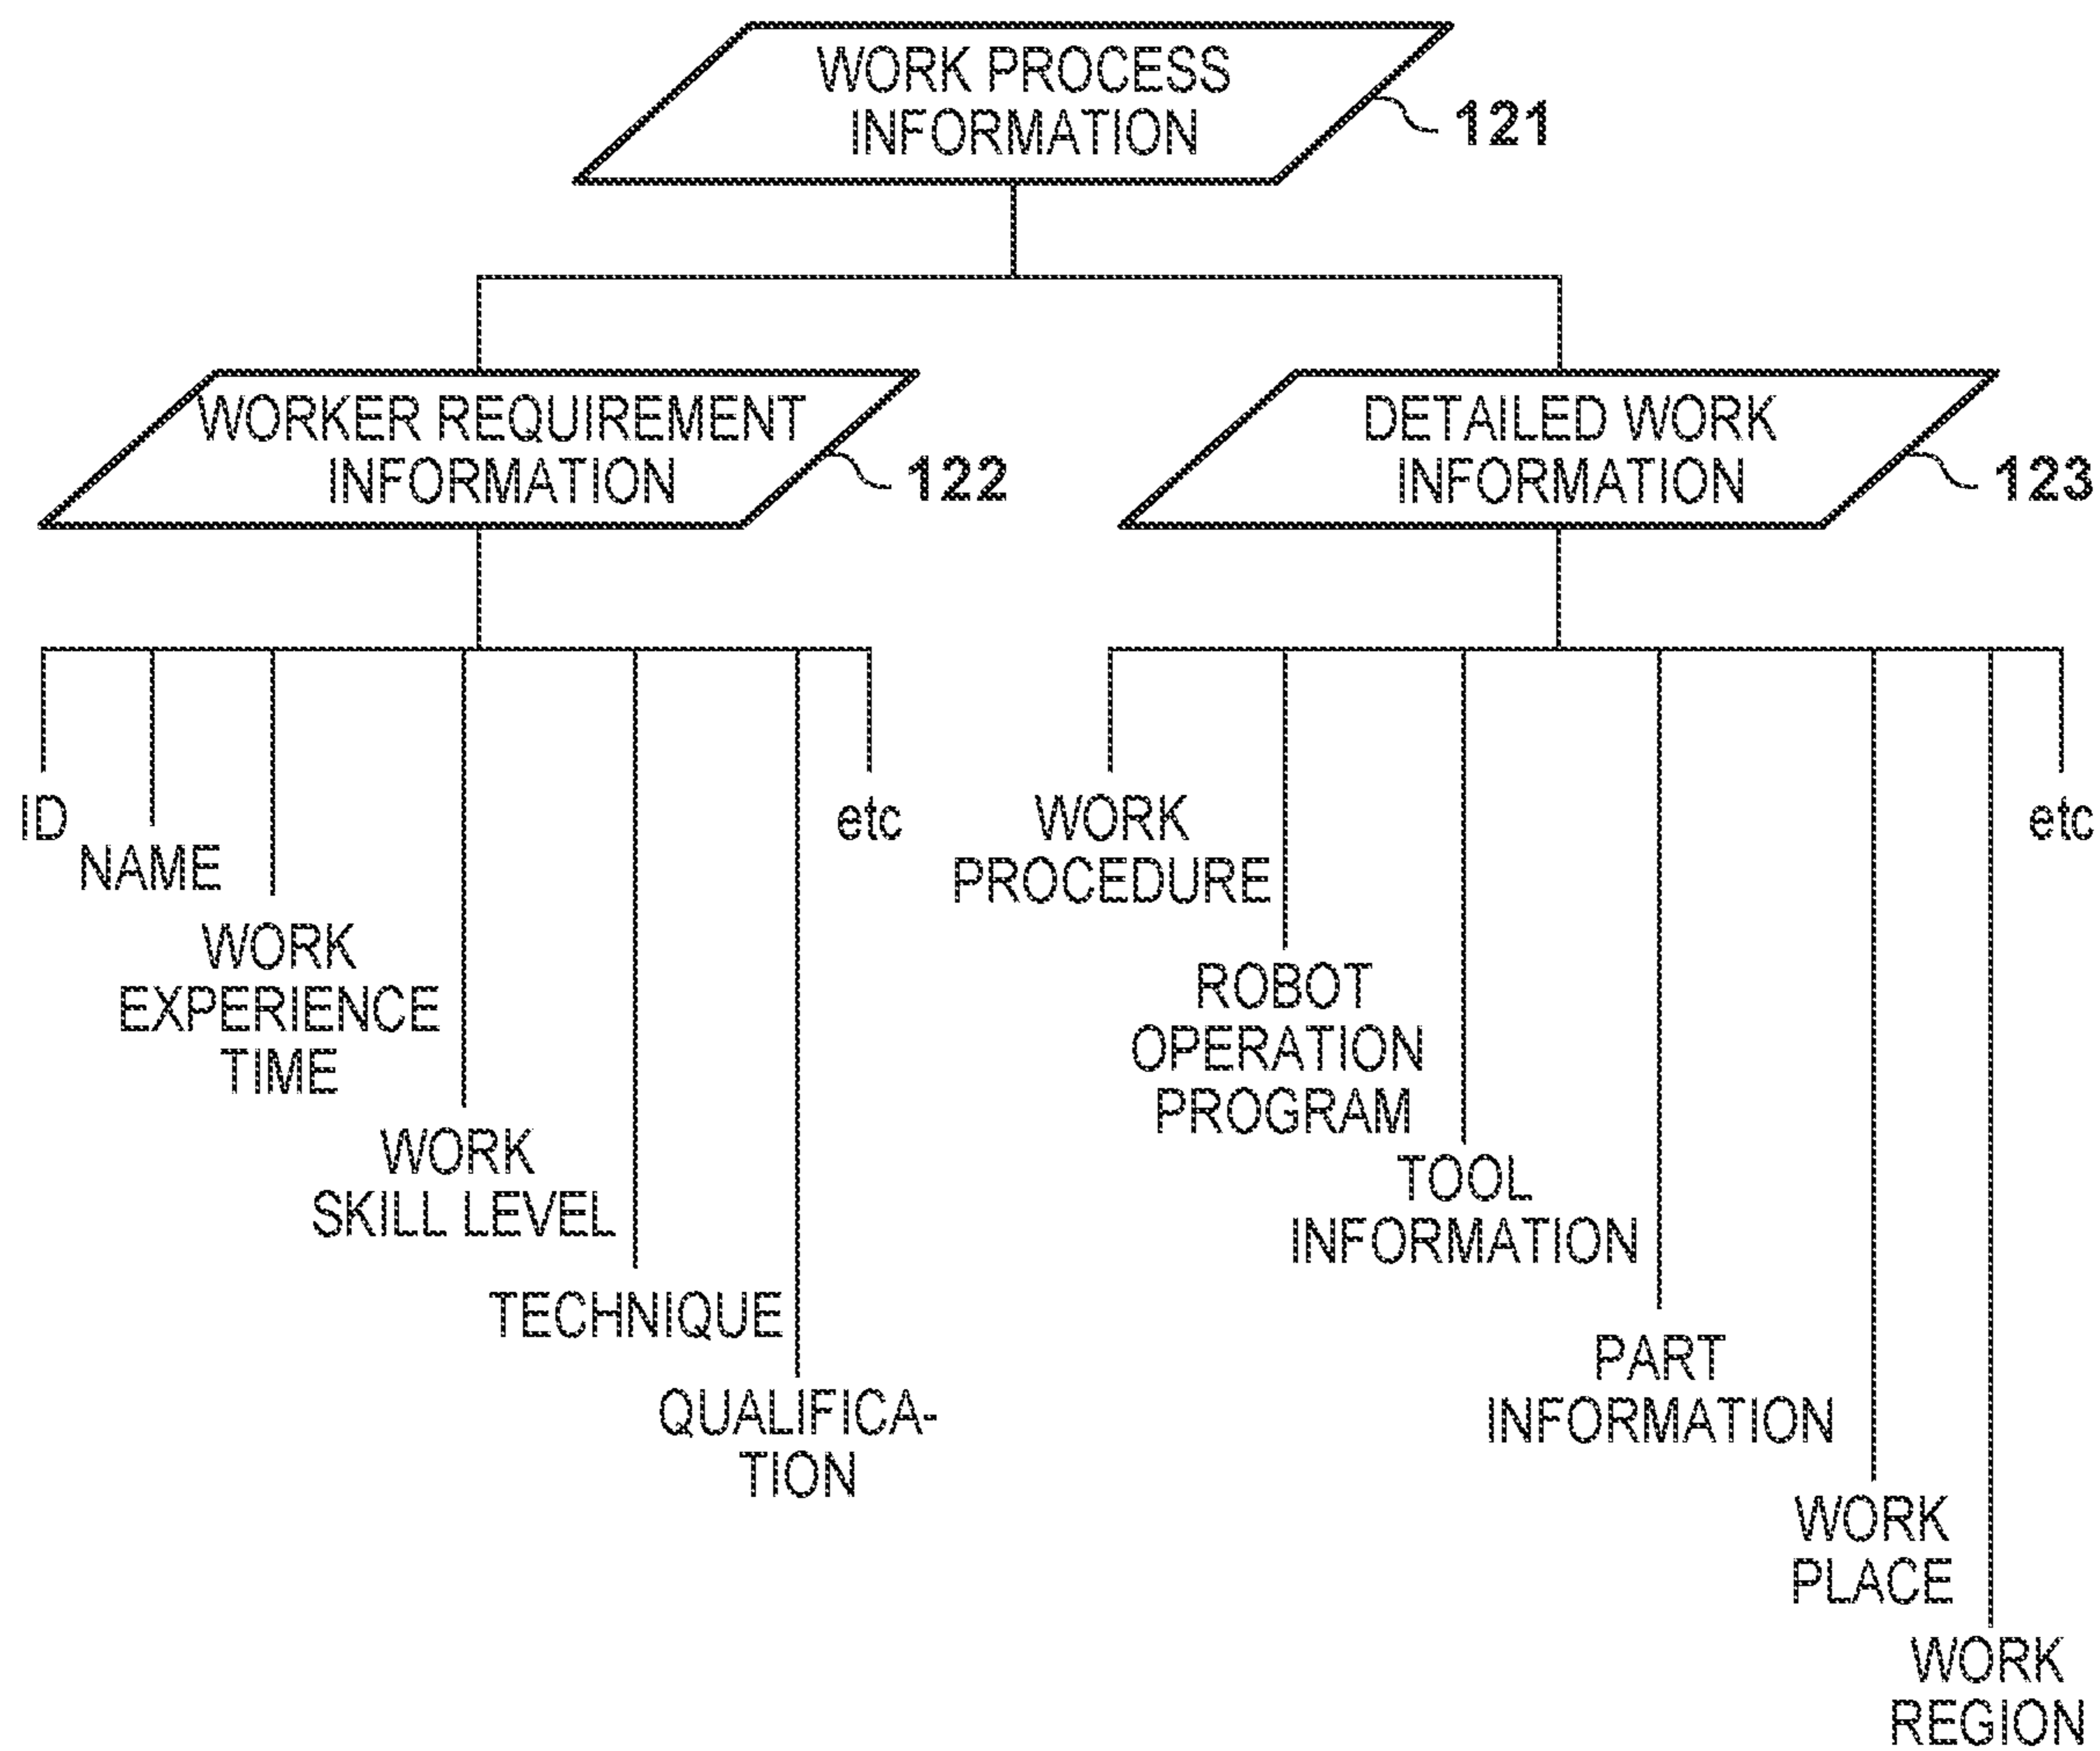 WORK PROCESS
INFORMATION
121
WORKER REQUIREMENT
INFORMATION
122
DETAILED WORK
INFORMATION
123
ID
NAME
WORK
EXPERIENCE
TIME
WORK
SKILL LEVEL
TECHNIQUE
QUALIFICA-
TION
etc
WORK
PROCEDURE
ROBOT
OPERATION
PROGRAM
TOOL
INFORMATION
PART
INFORMATION
WORK
PLACE
WORK
REGION
etc